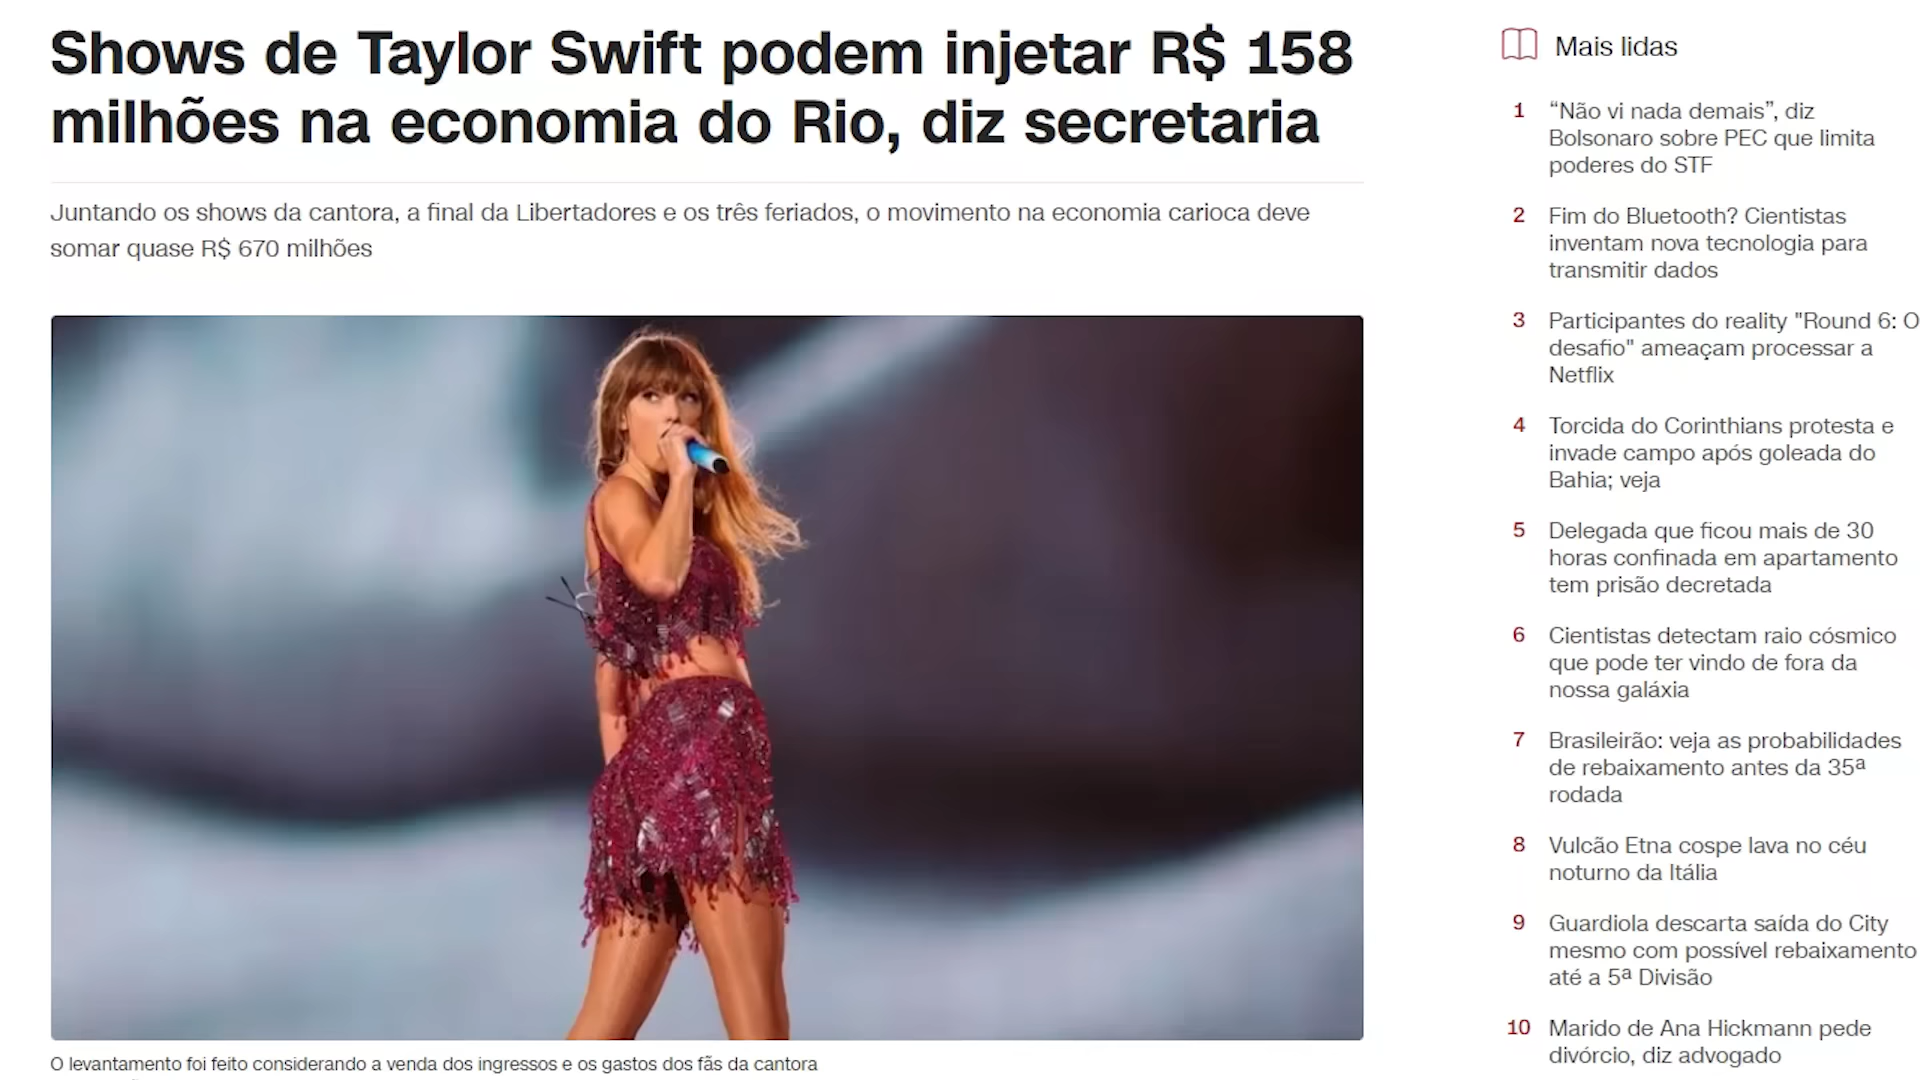 Shows de Taylor Swift podem injetar R$ 158
milhões na economia do Rio, diz secretaria
Juntando os shows da cantora, a final da Libertadores e os três feriados, o movimento na economia carioca deve
somar quase R$ 670 milhões
O levantamento foi feito considerando a venda dos ingressos e os gastos dos fãs da cantora
Mais lidas
1 “Não vi nada demais”, diz
Bolsonaro sobre PEC que limita
poderes do STF
2 Fim do Bluetooth? Cientistas
inventam nova tecnologia para
transmitir dados
3 Participantes do reality "Round 6: O
desafio" ameaçam processar a
Netflix
4 Torcida do Corinthians protesta e
invade campo após goleada do
Bahia; veja
5 Delegada que ficou mais de 30
horas confinada em apartamento
tem prisão decretada
6 Cientistas detectam raio cósmico
que pode ter vindo de fora da
nossa galáxia
7 Brasileirão: veja as probabilidades
de rebaixamento antes da 35ª
rodada
8 Vulcão Etna cospe lava no céu
noturno da Itália
9 Guardiola descarta saída do City
mesmo com possível rebaixamento
até a 5ª Divisão
10 Marido de Ana Hickmann pede
divórcio, diz advogado